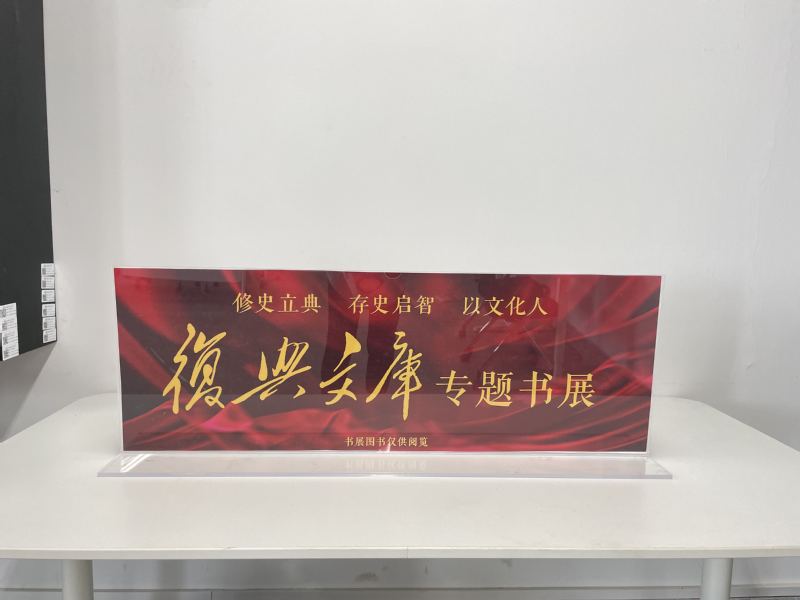 修史立典 存史启智 以文化人
復興文庫专题书展
书展图书仅供阅览